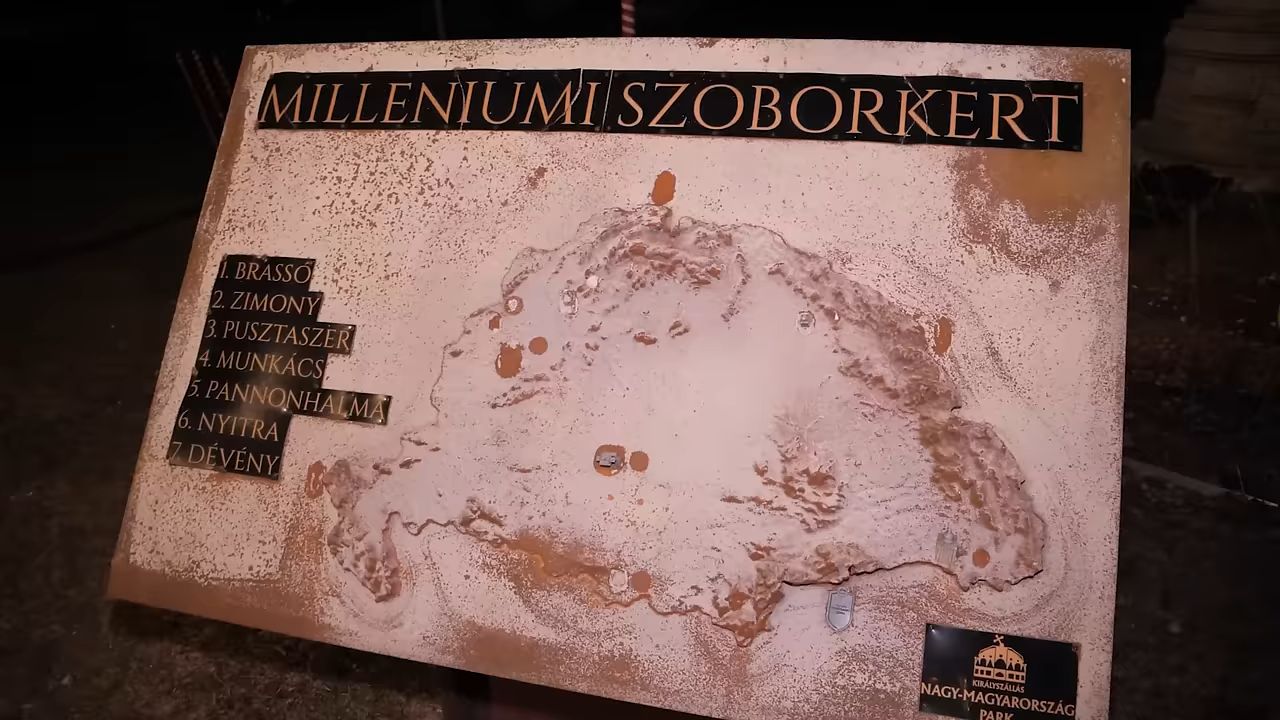 MILLENIUMI SZOBORKERT
1. BRASSÓ
2. ZIMONY
3. PUSZTASZER
4. MUNKÁCS
5. PANNONHALMA
6. NYITRA
7 DÉVÉNY
KIRÁLYSZÁLLÁS
NAGY-MAGYARORSZÁG
PARK